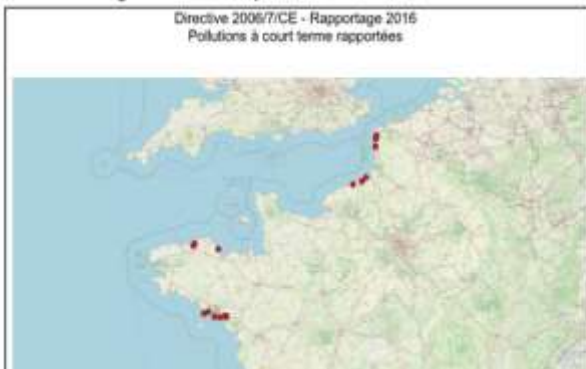 Directive 2006/7/CE - Rapportage 2016
Pollutions à court terme rapportées